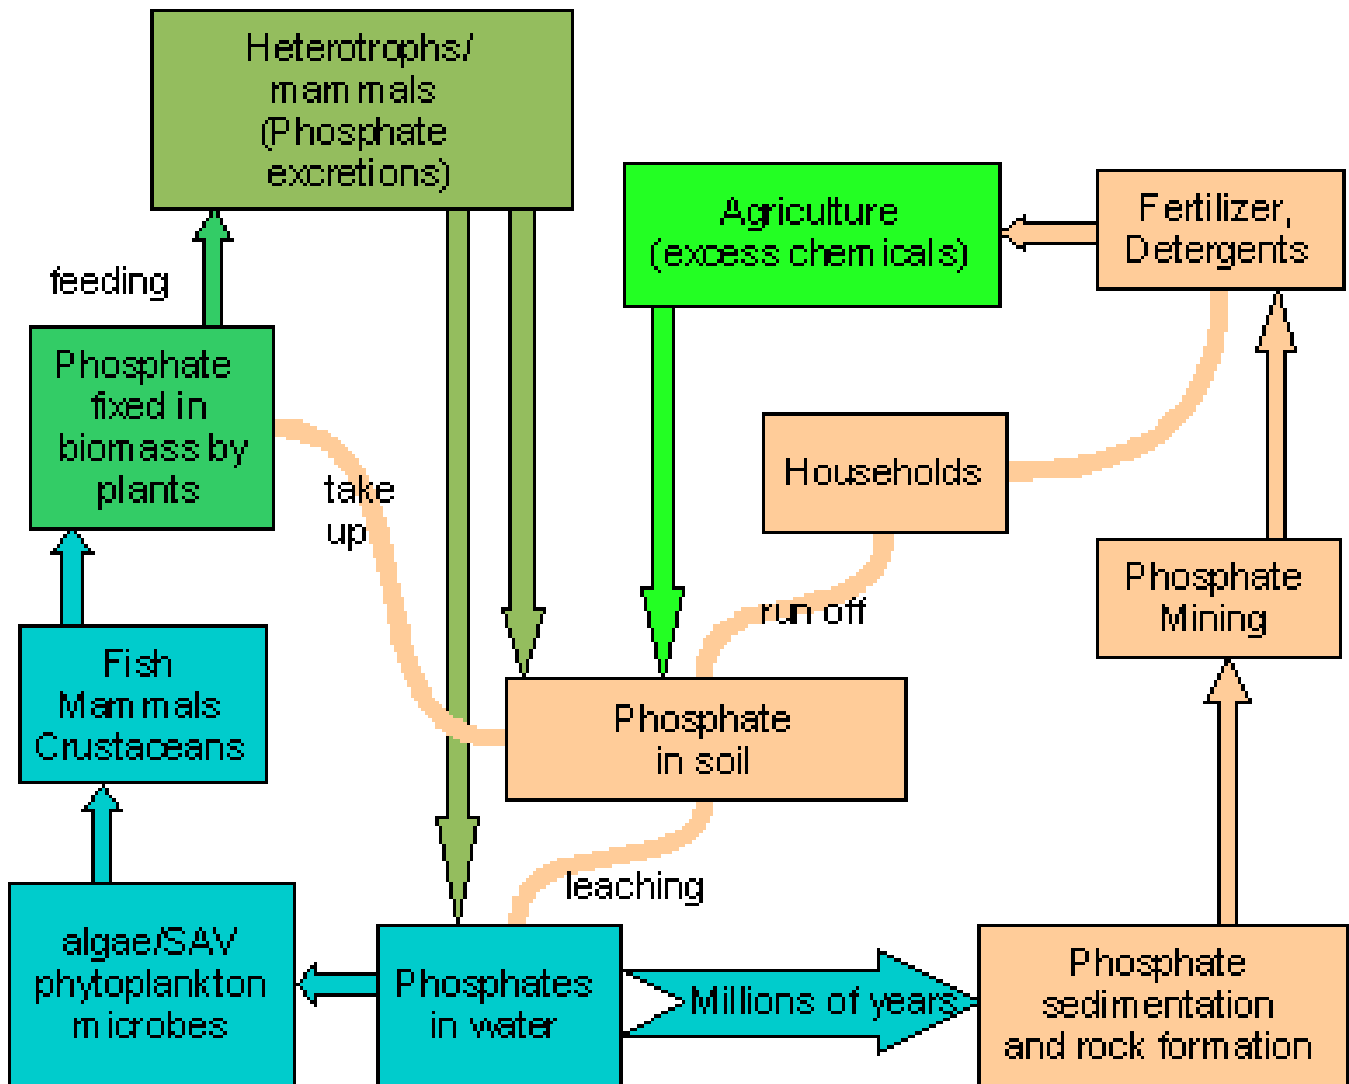 Heterotrophs/
mammals
(Phosphate
excretions)
Agriculture
(excess chemicals)
Fertilizer,
Detergents
feeding
Phosphate
fixed in
biomass by
plants
take
up
Households
run off
Phosphate
Mining
Fish
Mammals
Crustaceans
Phosphate
in soil
leaching
algae/SAV
phytoplankton
microbes
Phosphates
in water
Millions of years
Phosphate
sedimentation
and rock formation